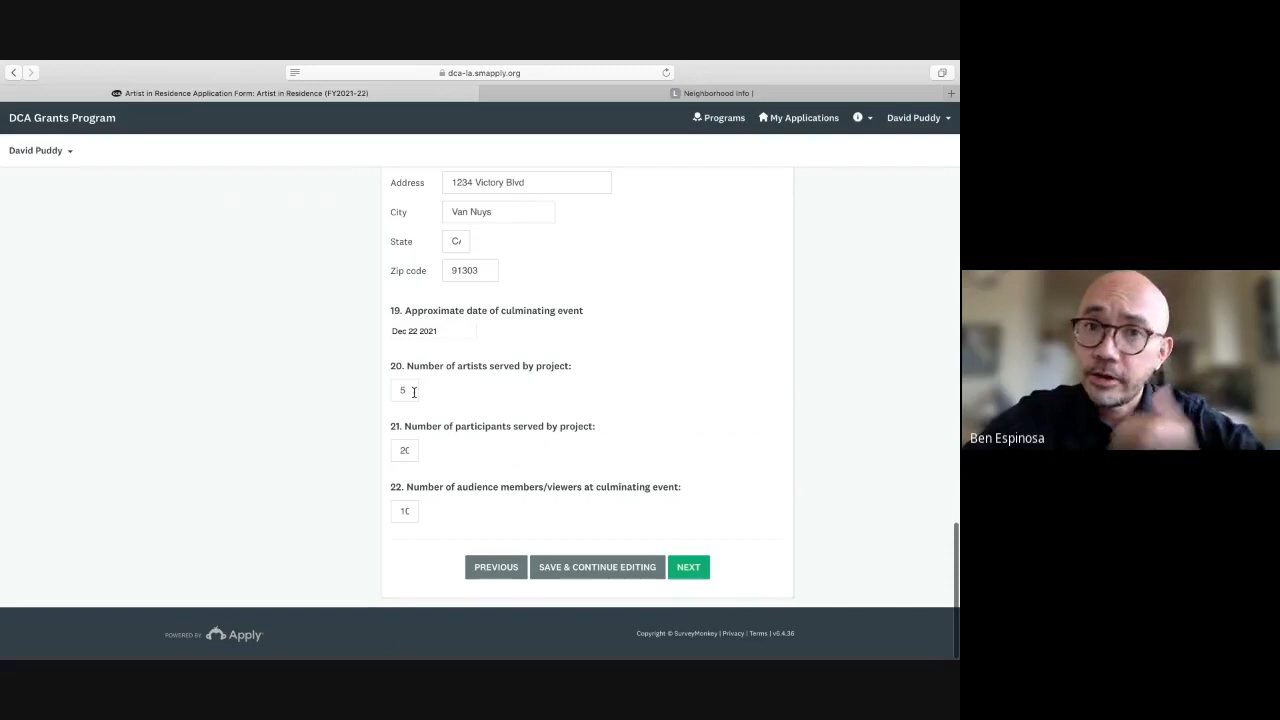 dca-la.smapply.org
Artist in Residence Application Form: Artist in Residence (FY2021-22)
Neighborhood Info |
DCA Grants Program
Programs
My Applications
David Puddy
David Puddy
Address
1234 Victory Blvd
City
Van Nuys
State
Zip code
91303
19. Approximate date of culminating event
Dec 22 2021
20. Number of artists served by project:
5
21. Number of participants served by project:
22. Number of audience members/viewers at culminating event:
PREVIOUS
SAVE & CONTINUE EDITING
NEXT
POWERED BY
Apply
Copyright © SurveyMonkey | Privacy | Terms | v6.4.36
Ben Espinosa